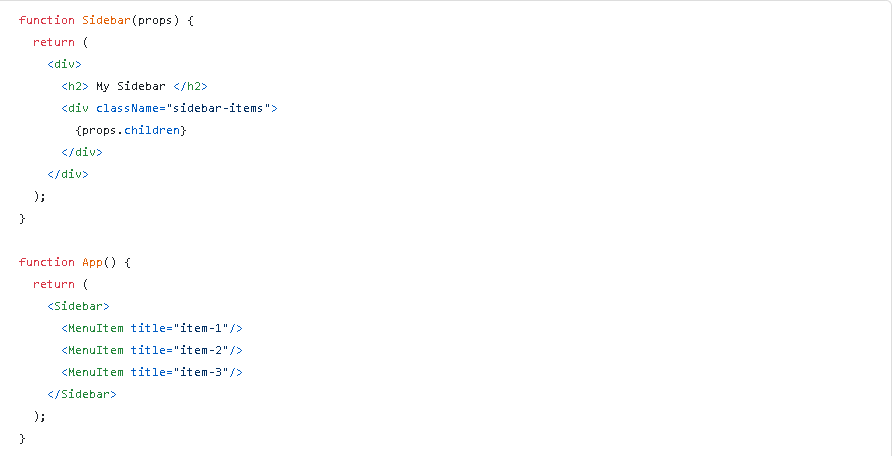 function Sidebar(props) {
  return (
    <div>
      <h2> My Sidebar </h2>
      <div className="sidebar-items">
        {props.children}
      </div>
    </div>
  );
}

function App() {
  return (
    <Sidebar>
      <MenuItem title="item-1"/>
      <MenuItem title="item-2"/>
      <MenuItem title="item-3"/>
    </Sidebar>
  );
}